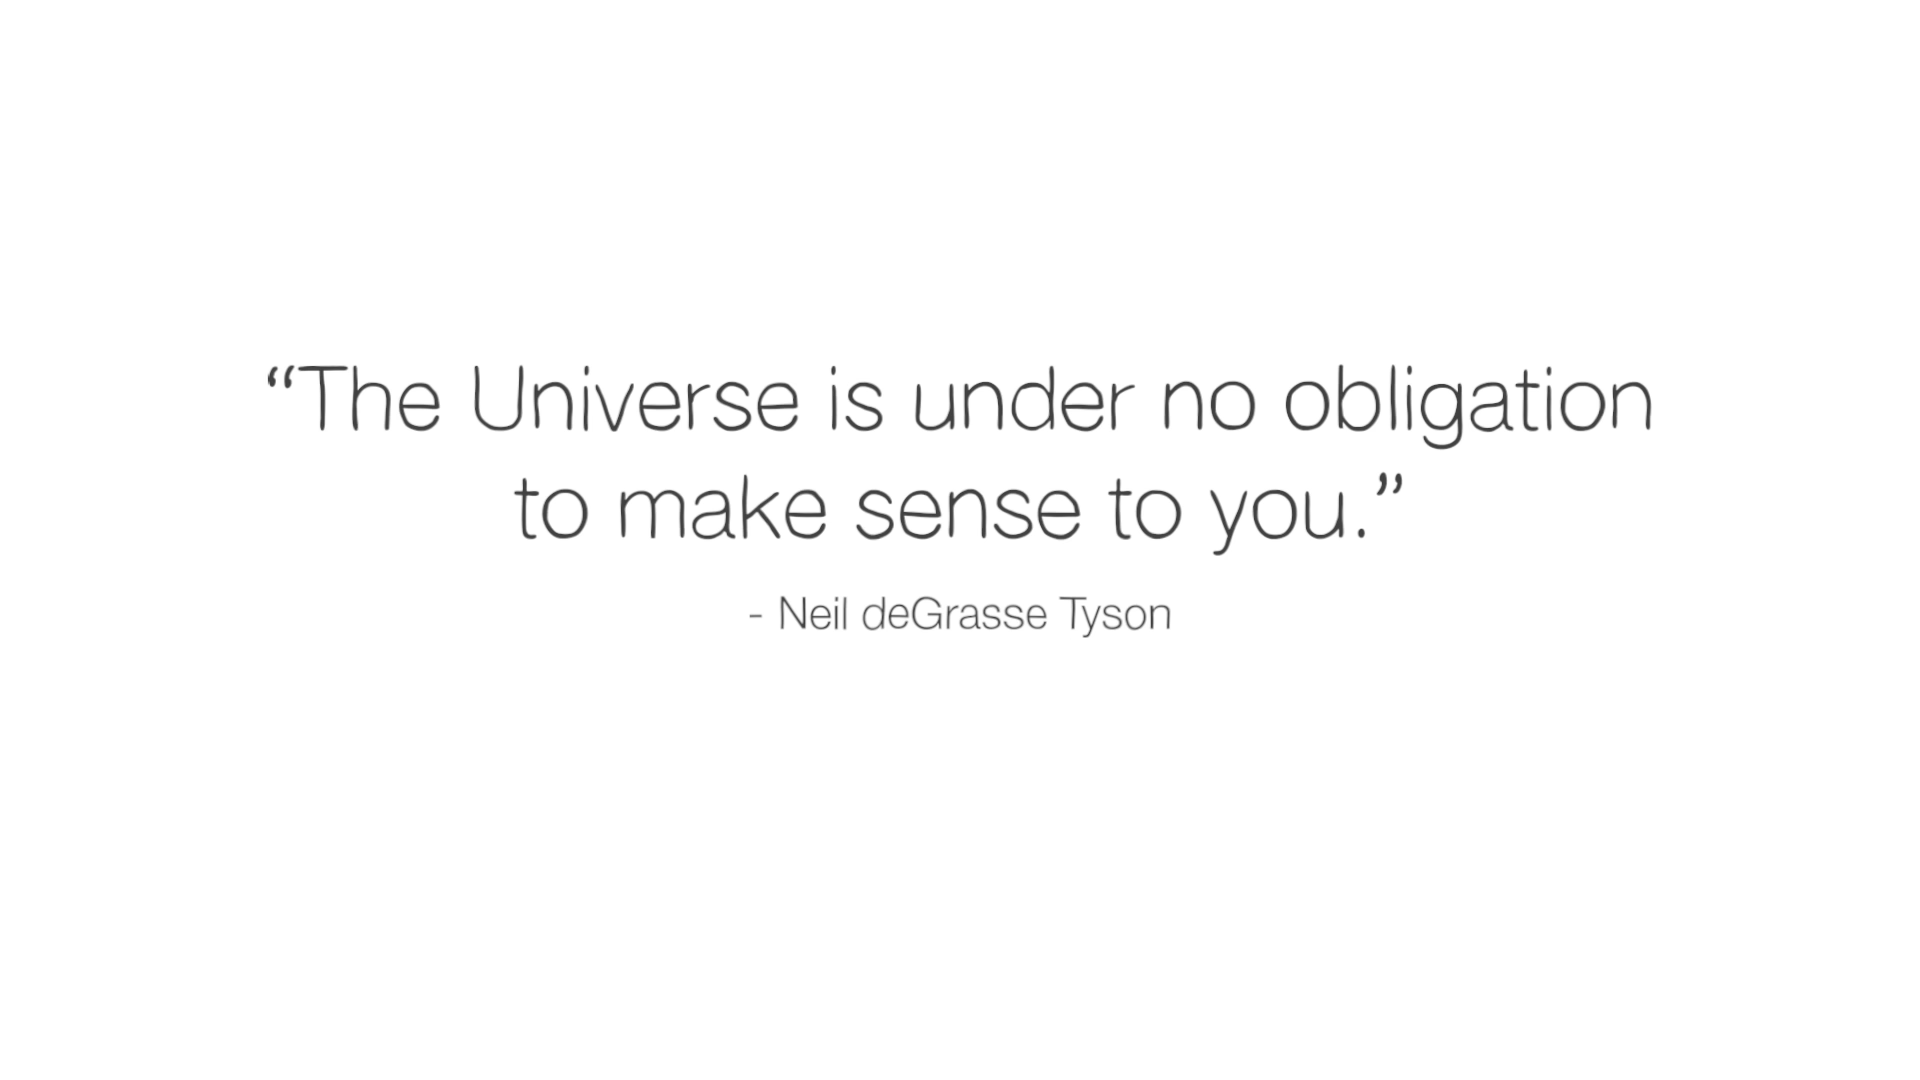 “The Universe is under no obligation
to make sense to you.”
- Neil deGrasse Tyson